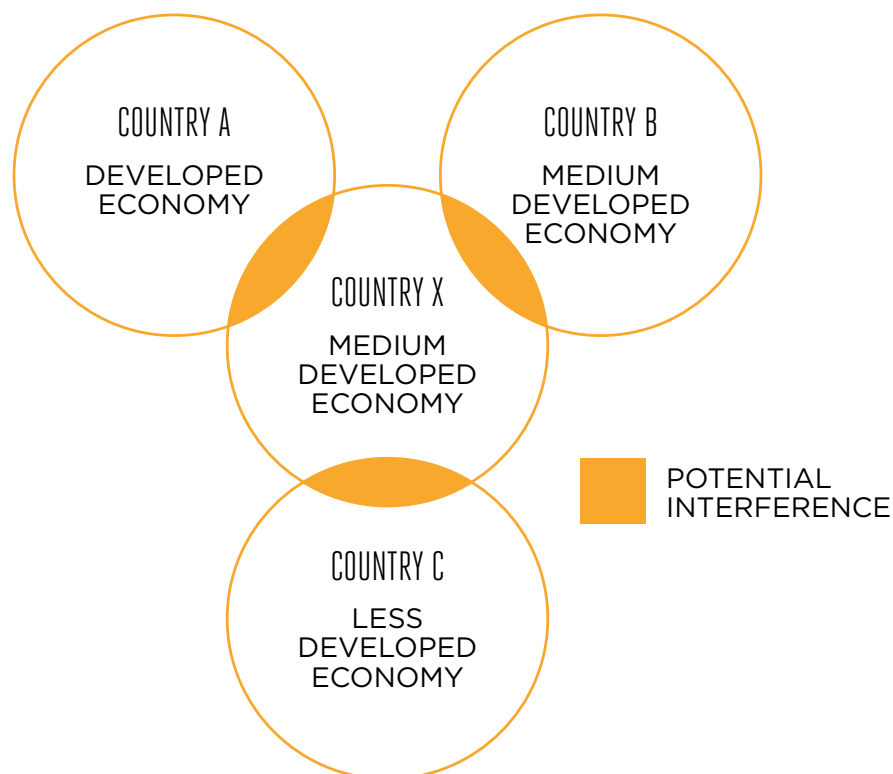 COUNTRY A
DEVELOPED
ECONOMY
COUNTRY B
MEDIUM
DEVELOPED
ECONOMY
COUNTRY X
MEDIUM
DEVELOPED
ECONOMY
POTENTIAL
INTERFERENCE
COUNTRY C
LESS
DEVELOPED
ECONOMY